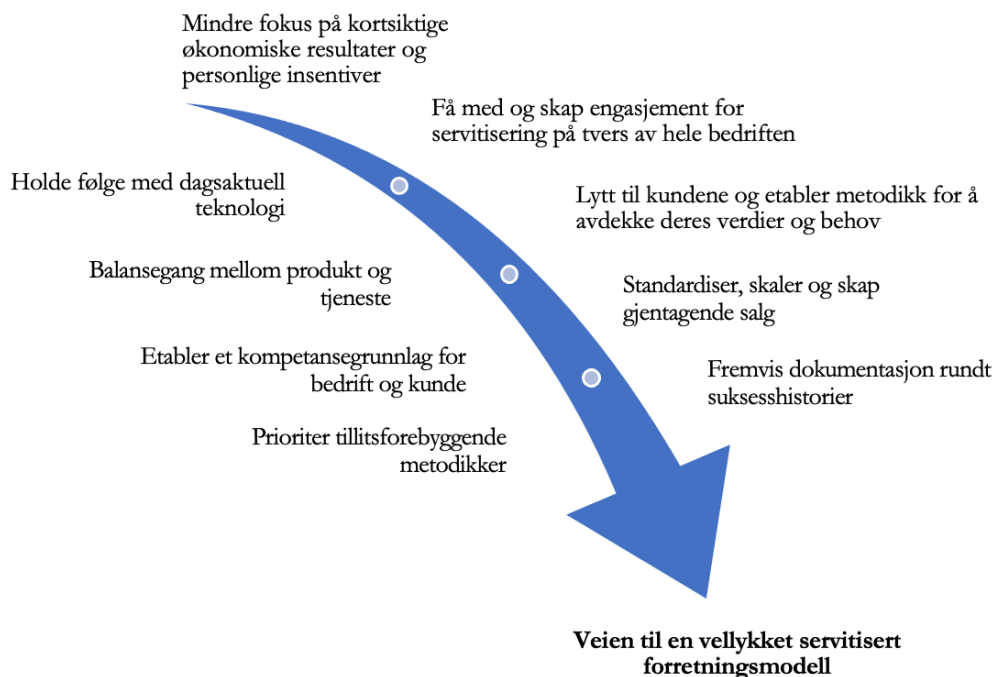 Mindre fokus på kortsiktige
økonomiske resultater og
personlige insentiver
Få med og skap engasjement for
servitisering på tvers av hele bedriften
Holde følge med dagsaktuell
teknologi
Lytt til kundene og etabler metodikk for å
avdekke deres verdier og behov
Balansegang mellom produkt og
tjeneste
Standardiser, skaler og skap
gjentagende salg
Etabler et kompetansegrunnlag for
bedrift og kunde
Fremvis dokumentasjon rundt
suksesshistorier
Prioriter tillitsforebyggende
metodikker
Veien til en vellykket servitisert
forretningsmodell